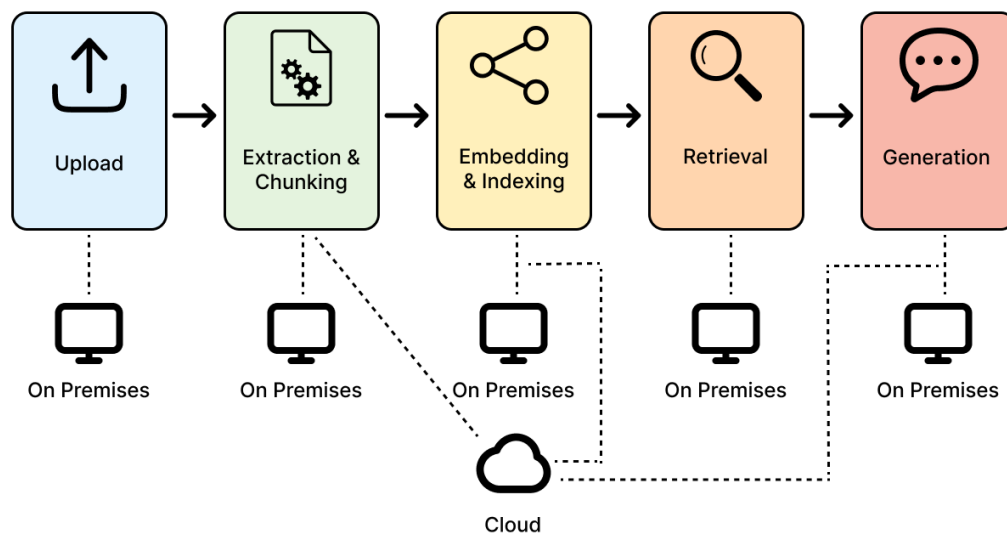 Upload
Extraction &
Chunking
Embedding
& Indexing
Retrieval
Generation
On Premises
On Premises
On Premises
On Premises
On Premises
Cloud